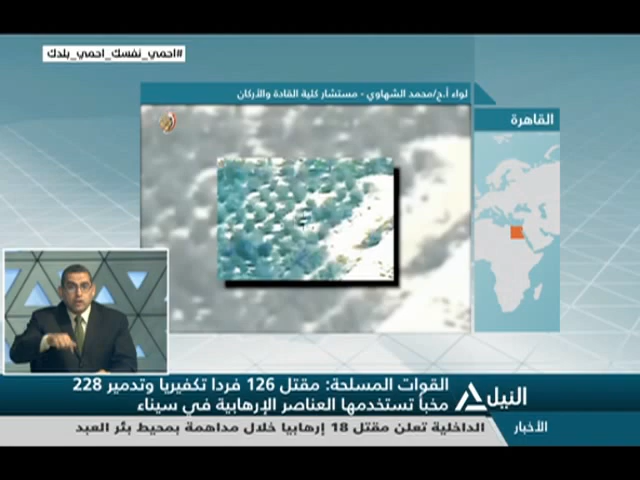 #احمي_نفسك_احمي_بلدك
لواء أ.ح/محمد الشهاوي - مستشار كلية القادة والأركان
القاهرة
القوات المسلحة: مقتل 126 فردا تكفيريا وتدمير 228
مخبأ تستخدمها العناصر الإرهابية في سيناء
النيل
الأخبار
الداخلية تعلن مقتل 18 إرهابيا خلال مداهمة بمحيط بئر العبد